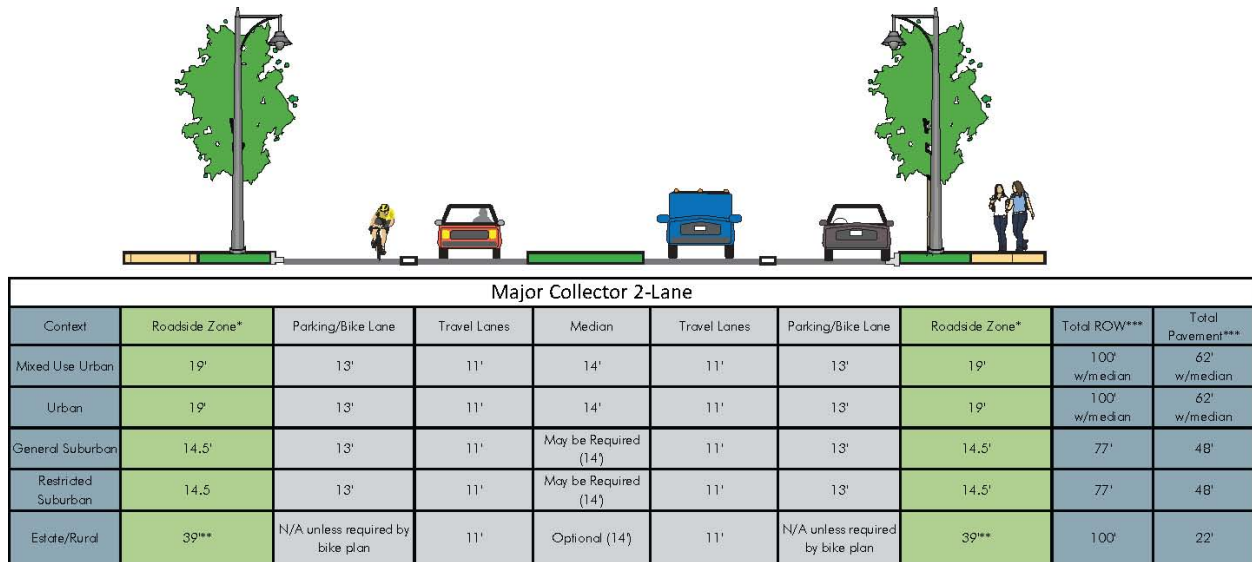 Major Collector 2-Lane
Context Roadside Zone* Parking/Bike Lane Travel Lanes Median Travel Lanes Parking/Bike Lane Roadside Zone* Total ROW*** Total Pavement***
Mixed Use Urban 19' 13' 11' 14' 11' 13' 19' 100' w/median 62' w/median
Urban 19' 13' 11' 14' 11' 13' 19' 100' w/median 62' w/median
General Suburban 14.5' 13' 11' May be Required (14') 11' 13' 14.5' 77' 48'
Restricted Suburban 14.5 13' 11' May be Required (14') 11' 13' 14.5' 77' 48'
Estate/Rural 39'** N/A unless required by bike plan 11' Optional (14') 11' N/A unless required by bike plan 39'** 100' 22'